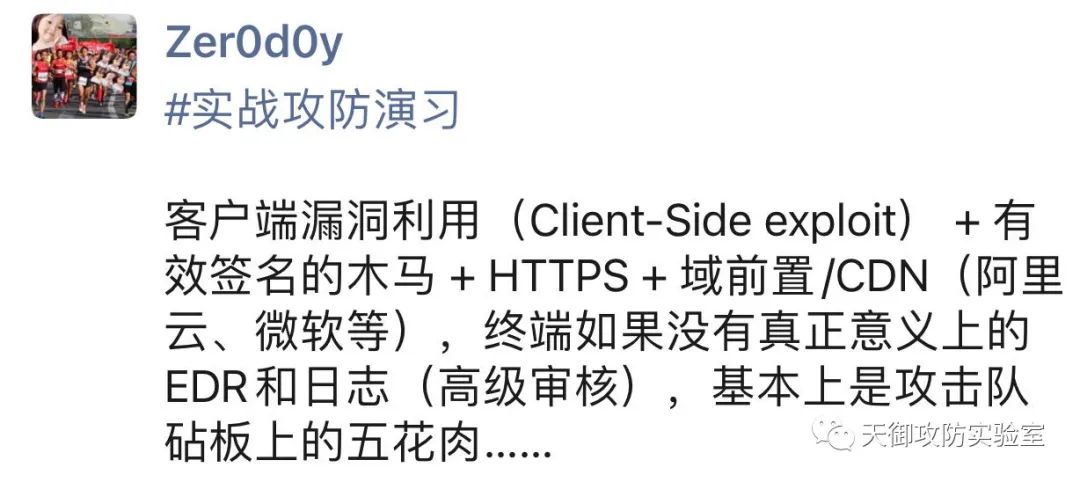 Zer0d0y
#实战攻防演习
客户端漏洞利用（Client-Side exploit） + 有
效签名的木马 + HTTPS + 域前置/CDN（阿里
云、微软等），终端如果没有真正意义上的
EDR和日志（高级审核），基本上是攻击队
砧板上的五花肉......
天御攻防实验室